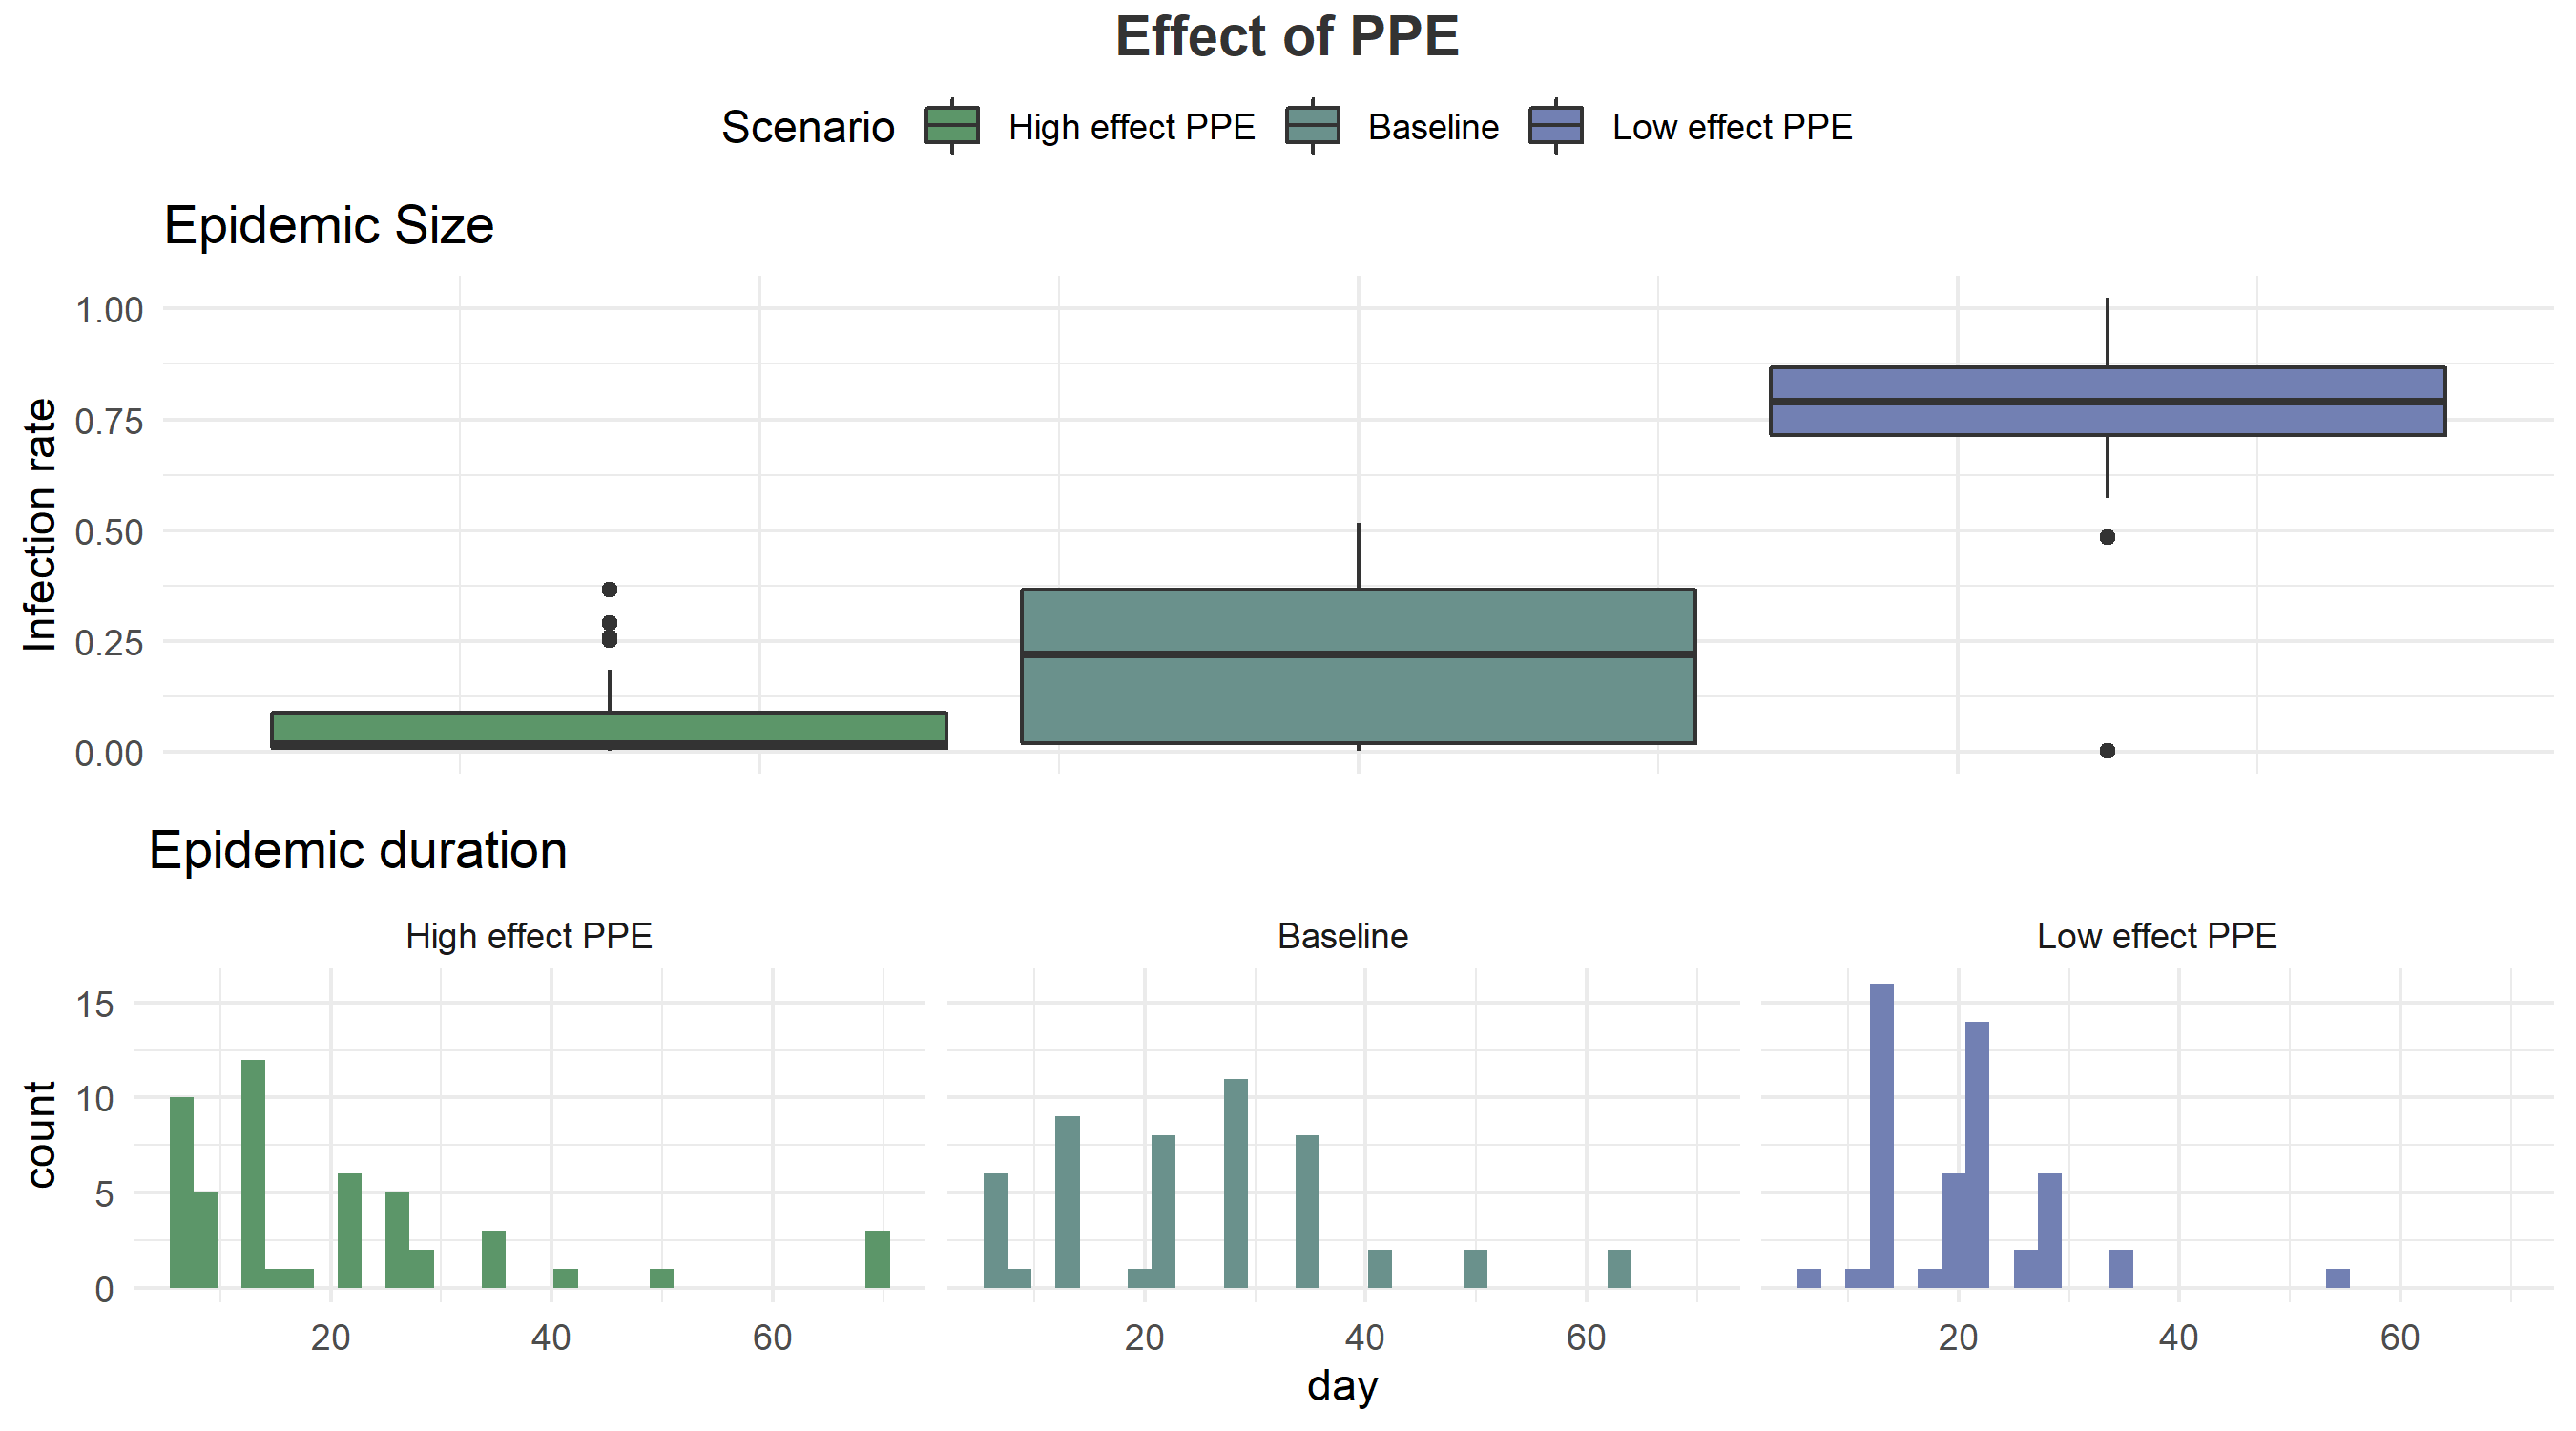 Effect of PPE
Scenario High effect PPE Baseline Low effect PPE
Epidemic Size
Infection rate
1.00
0.75
0.50
0.25
0.00
Epidemic duration
High effect PPE Baseline Low effect PPE
count
15
10
5
0
20 40 60 20 40 60 20 40 60
day